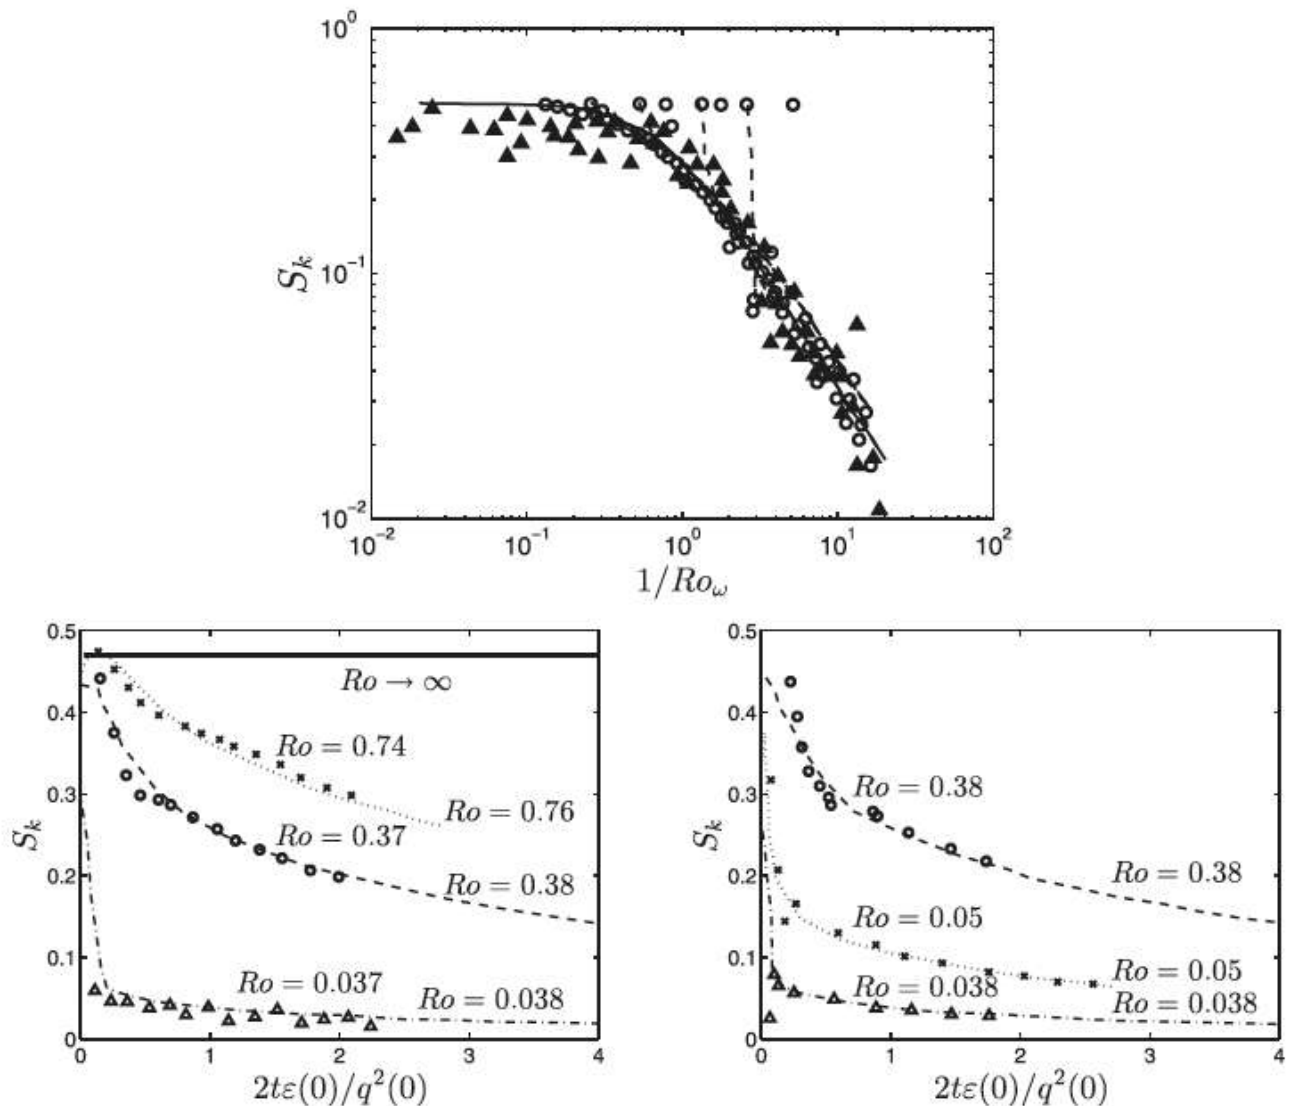 10^0
10^{-1}
10^{-2}
S_k
10^{-2} 10^{-1} 10^0 10^1 10^2
1/Ro_ω
0.5
0.4
0.3
0.2
0.1
0
S_k
Ro → ∞
Ro = 0.74
Ro = 0.76
Ro = 0.37
Ro = 0.38
Ro = 0.037
Ro = 0.038
0 1 2 3 4
2tε(0)/q²(0)
0.5
0.4
0.3
0.2
0.1
0
S_k
Ro = 0.38
Ro = 0.38
Ro = 0.05
Ro = 0.05
Ro = 0.038
Ro = 0.038
0 1 2 3 4
2tε(0)/q²(0)